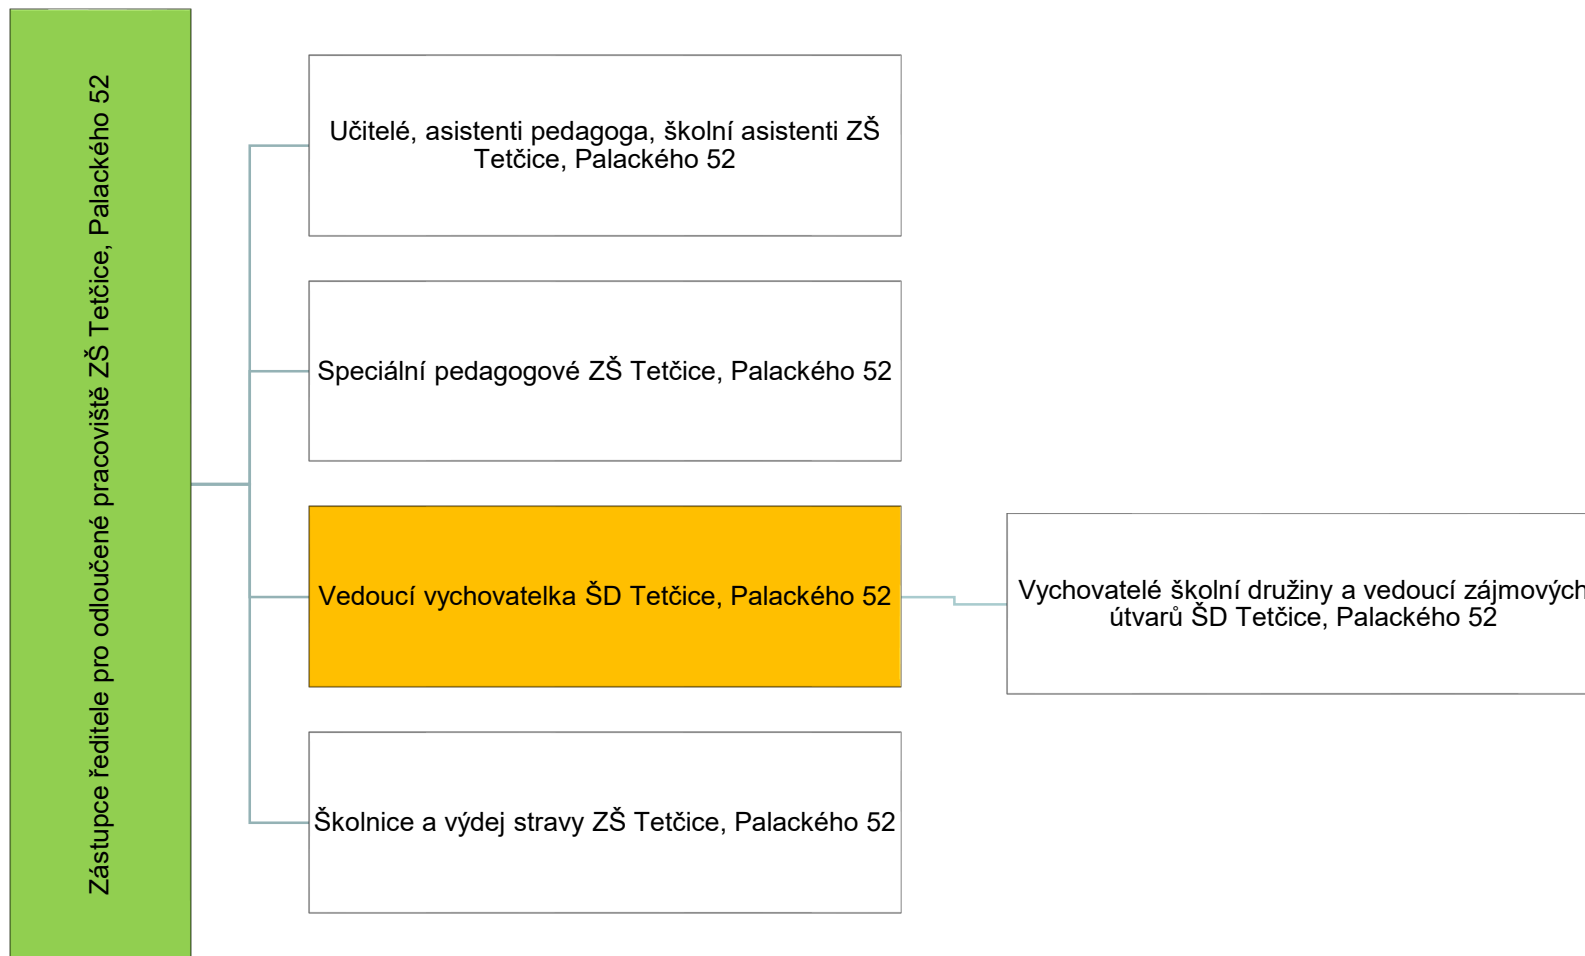 Zástupce ředitele pro odloučené pracoviště ZŠ Tetčice, Palackého 52
Učitelé, asistenti pedagoga, školní asistenti ZŠ
Tetčice, Palackého 52
Speciální pedagogové ZŠ Tetčice, Palackého 52
Vedoucí vychovatelka ŠD Tetčice, Palackého 52
Vychovatelé školní družiny a vedoucí zájmových
útvarů ŠD Tetčice, Palackého 52
Školnice a výdej stravy ZŠ Tetčice, Palackého 52